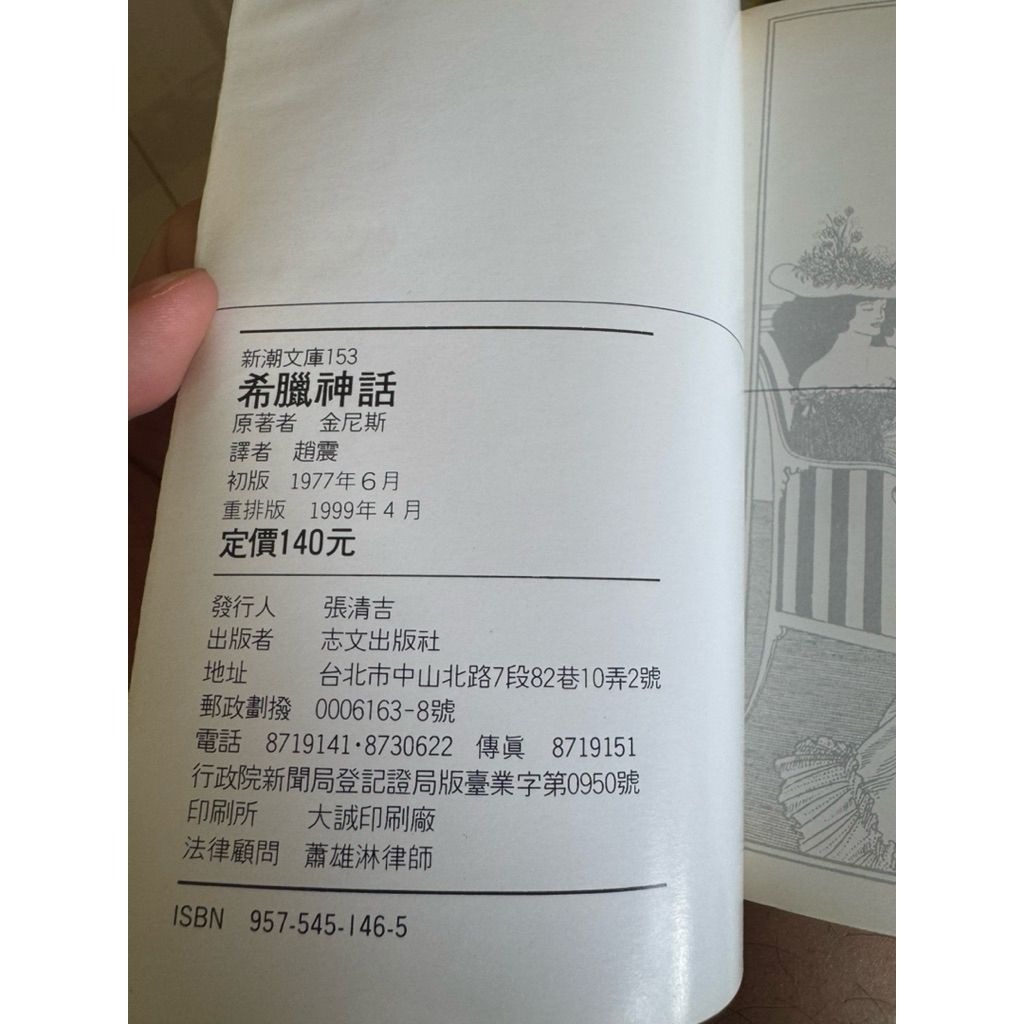 新潮文庫153
希臘神話
原著者　金尼斯
譯者　趙震
初版　1977年6月
重排版　1999年4月
定價140元
發行人　張清吉
出版者　志文出版社
地址　台北市中山北路7段82巷10弄2號
郵政劃撥　0006163-8號
電話　8719141·8730622　傳眞　8719151
行政院新聞局登記證局版臺業字第0950號
印刷所　大誠印刷廠
法律顧問　蕭雄淋律師
ISBN　957-545-146-5